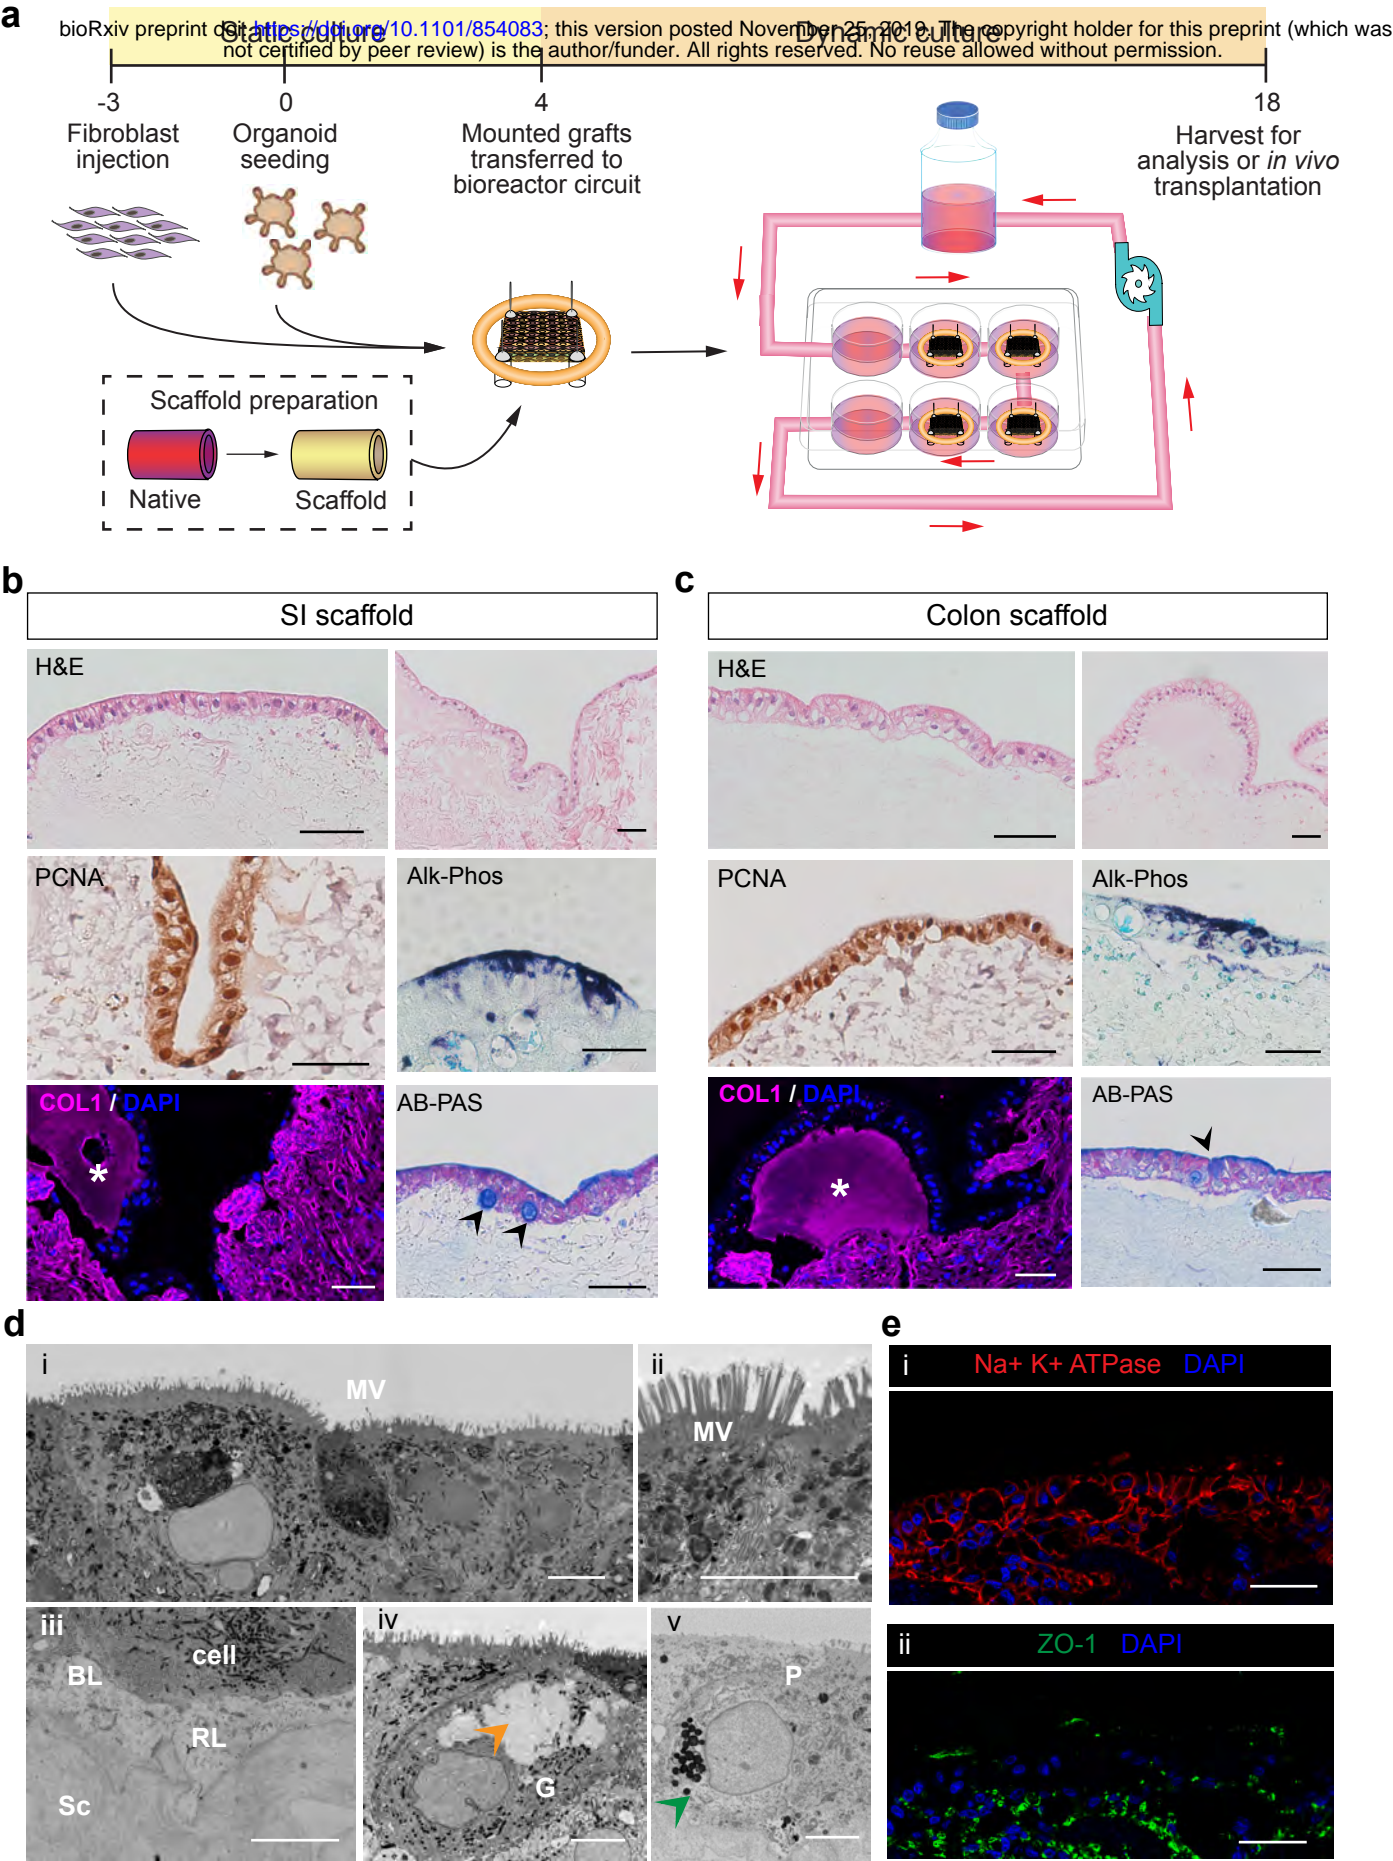 a
bioRxiv preprint doi: https://doi.org/10.1101/854083; this version posted November 25, 2019. The copyright holder for this preprint (which was
not certified by peer review) is the author/funder. All rights reserved. No reuse allowed without permission.
Static culture
Dynamic culture
-3
0
4
18
Fibroblast
injection
Organoid
seeding
Mounted grafts
transferred to
bioreactor circuit
Harvest for
analysis or in vivo
transplantation
Scaffold preparation
Native
Scaffold
b
SI scaffold
H&E
PCNA
Alk-Phos
COL1 / DAPI
*
AB-PAS
c
Colon scaffold
H&E
PCNA
Alk-Phos
COL1 / DAPI
*
AB-PAS
d
i
MV
ii
MV
iii
cell
BL
RL
Sc
iv
G
v
P
e
i
Na+ K+ ATPase DAPI
ii
ZO-1 DAPI